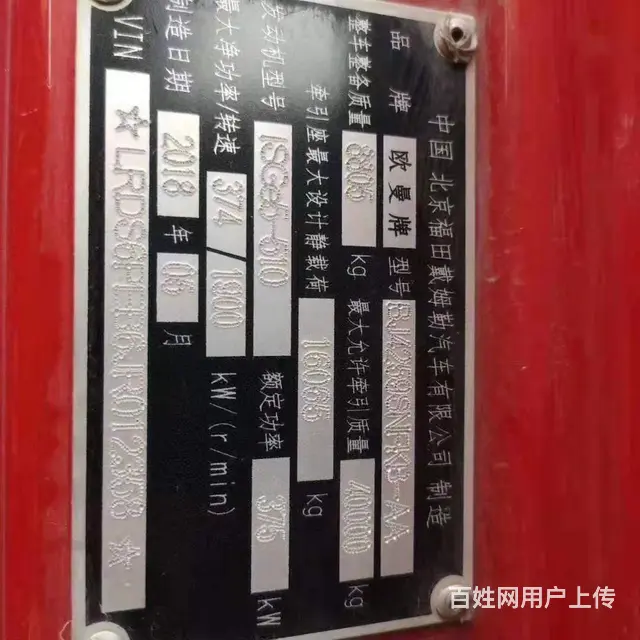 中国 北京福田戴姆勒汽车有限公司 制造
品牌 欧曼牌 型号 BJ4259SNFKB-AA
整车整备质量 8805 kg 最大允许牵引质量 40000 kg
牵引座最大设计静载荷 16065 kg
发动机型号 ISGe5-510 额定功率 375 kW
最大净功率/转速 374/1900 kW/(r/min)
制造日期 2018 年 05 月
VIN
百姓网用户上传